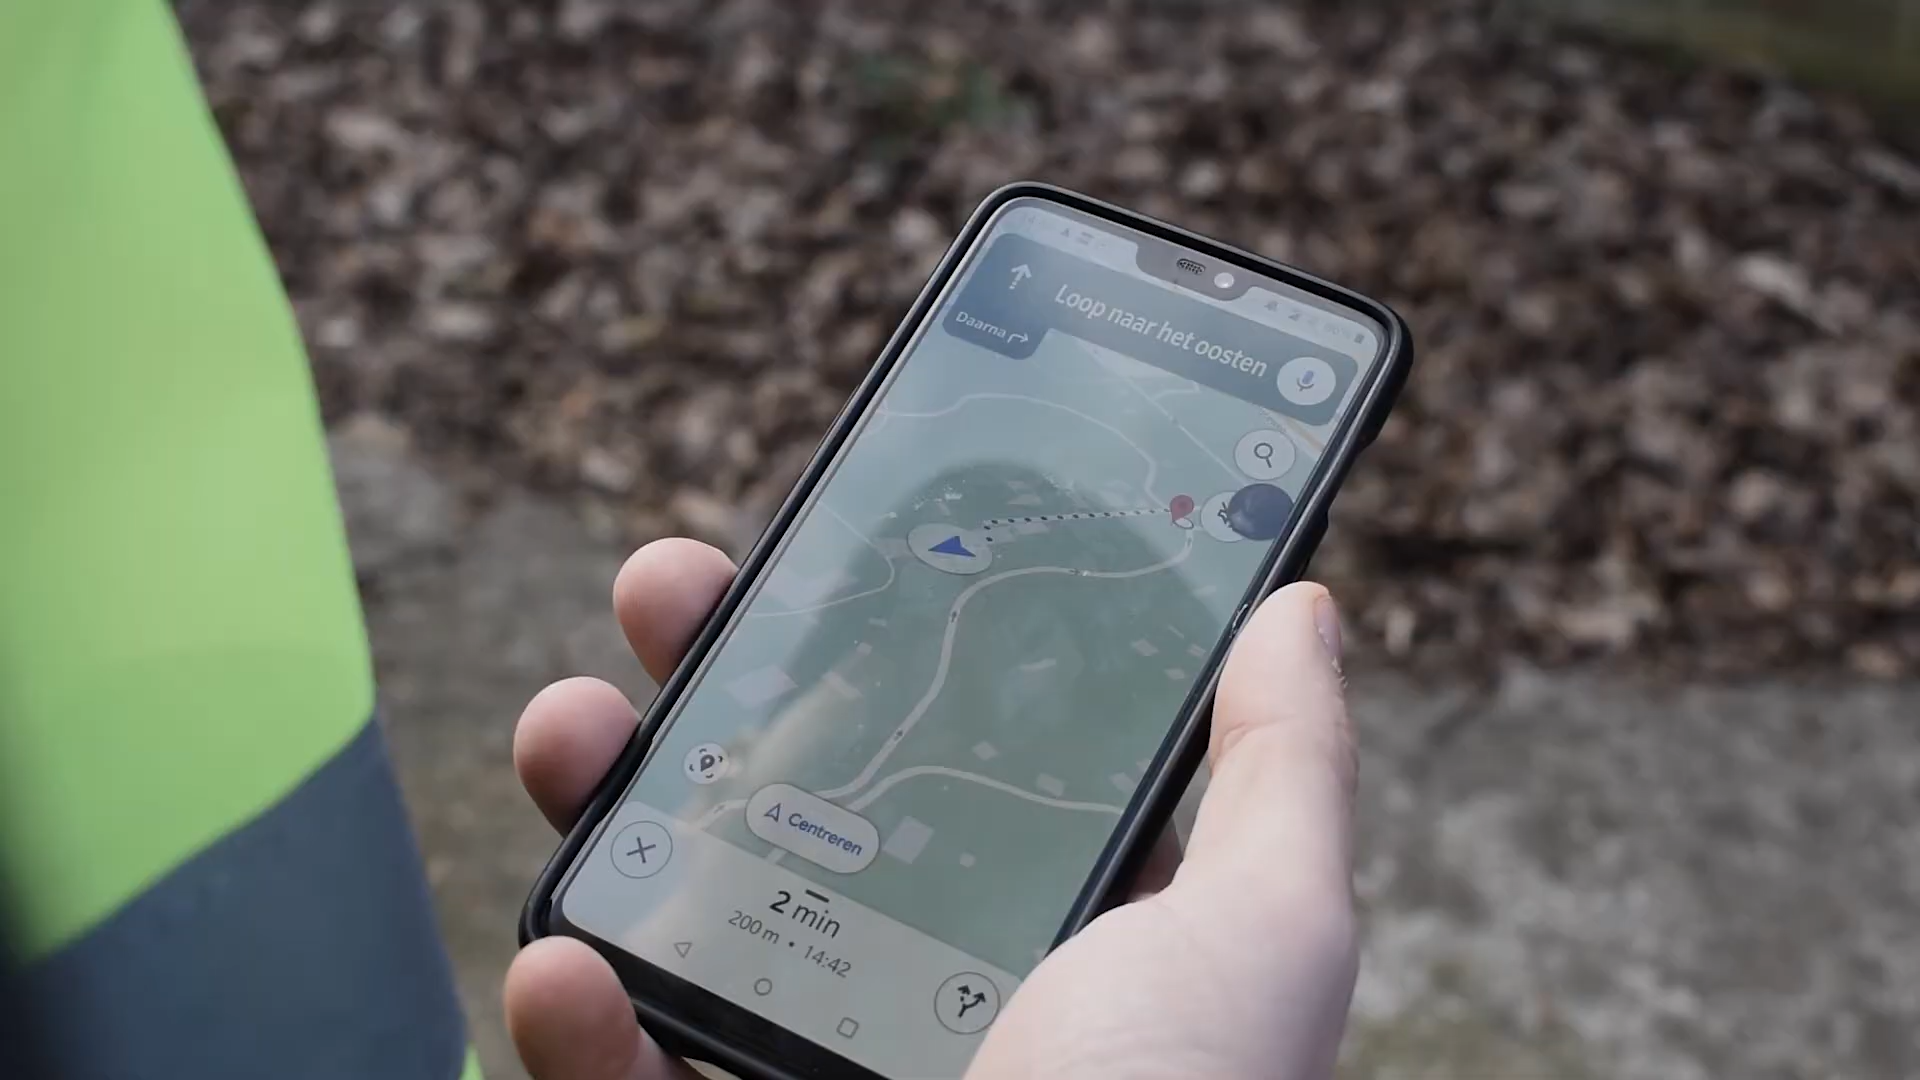 Loop naar het oosten
Daarna
Centreren
2 min
200 m • 14:42